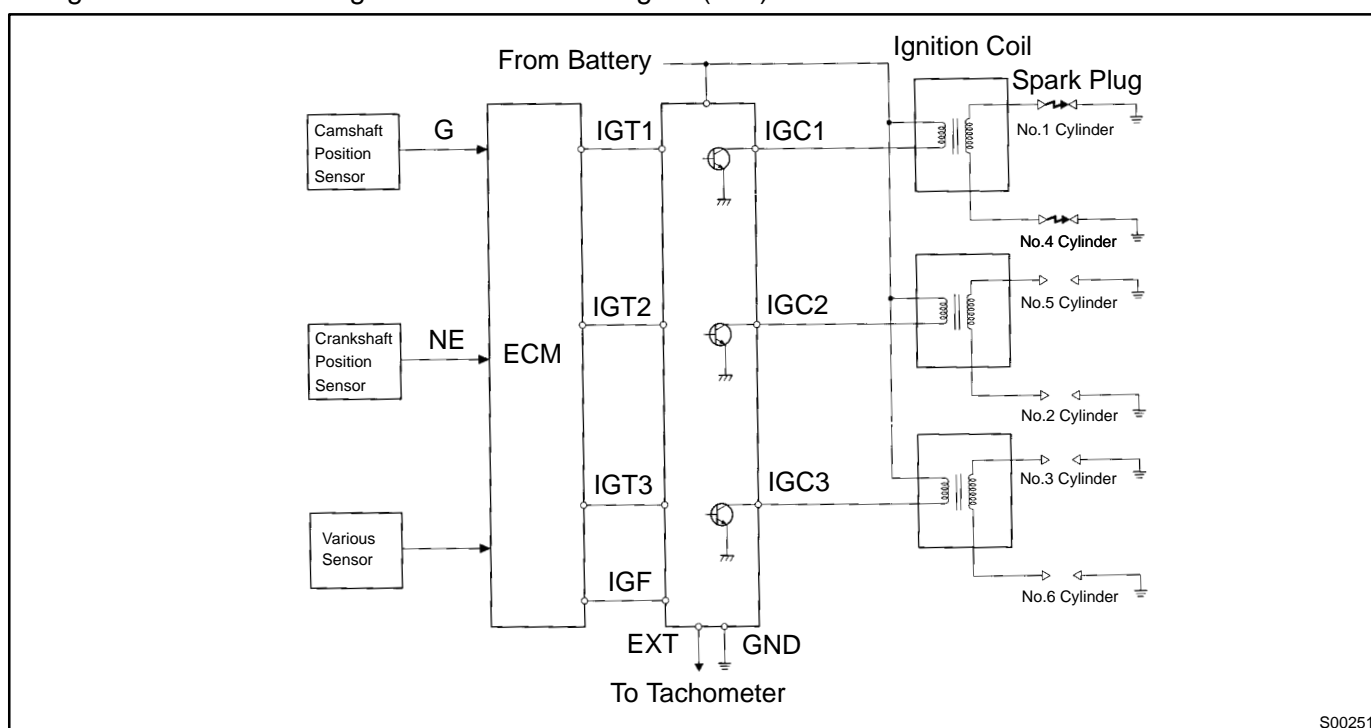 From Battery
Ignition Coil
Spark Plug
Camshaft
Position
Sensor
G
IGT1
IGC1
No.1 Cylinder
No.4 Cylinder
Crankshaft
Position
Sensor
NE
ECM
IGT2
IGC2
No.5 Cylinder
No.2 Cylinder
Various
Sensor
IGT3
IGC3
No.3 Cylinder
IGF
No.6 Cylinder
EXT
GND
To Tachometer
S00251